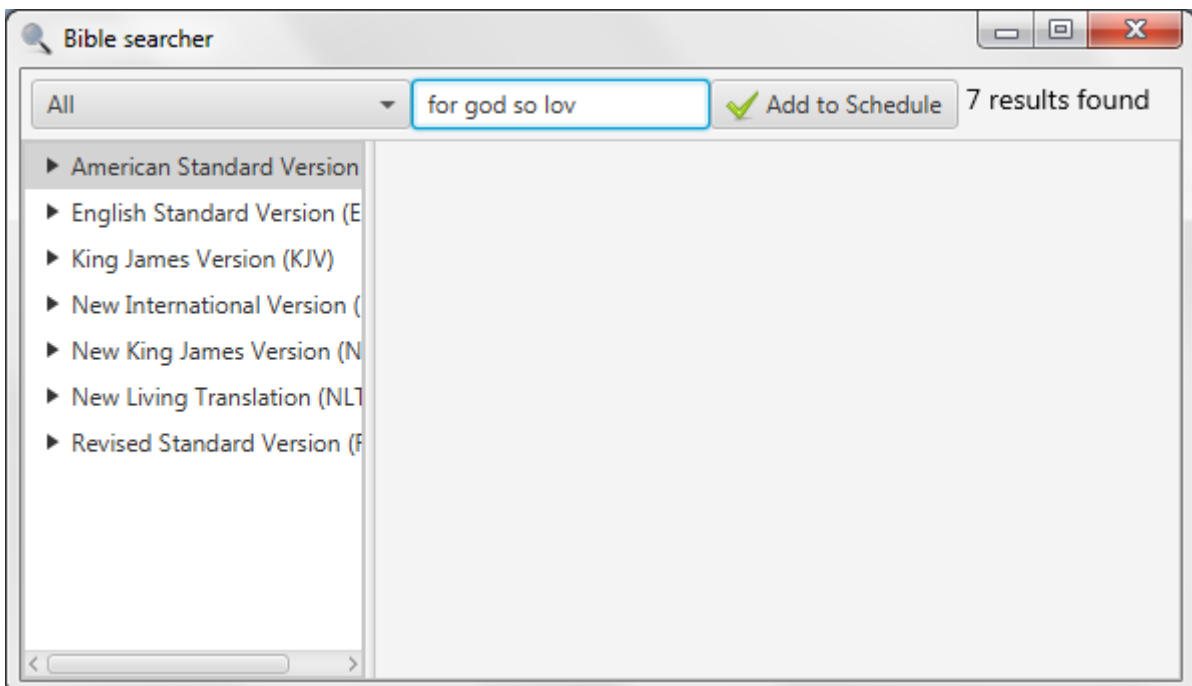 Bible searcher
All for god so lov Add to Schedule 7 results found
American Standard Version
English Standard Version (E
King James Version (KJV)
New International Version (
New King James Version (N
New Living Translation (NLT
Revised Standard Version (R